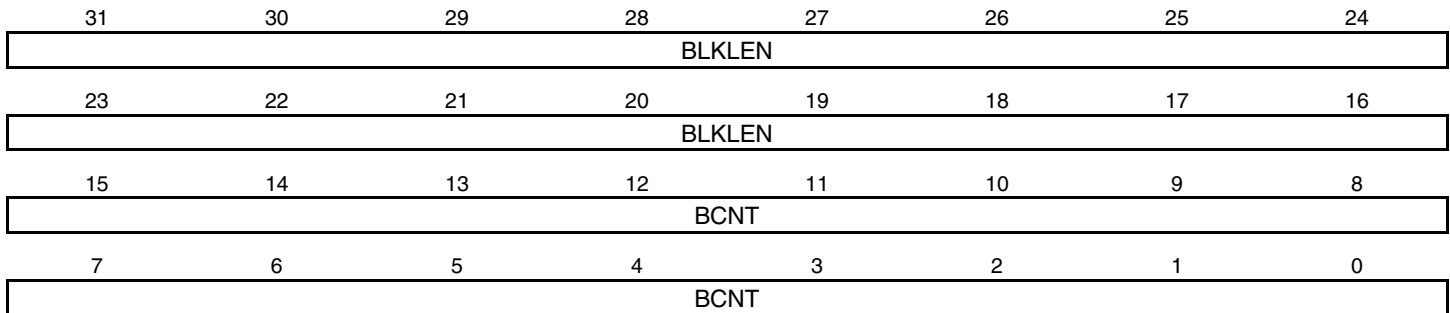 31 30 29 28 27 26 25 24
BLKLEN
23 22 21 20 19 18 17 16
BLKLEN
15 14 13 12 11 10 9 8
BCNT
7 6 5 4 3 2 1 0
BCNT